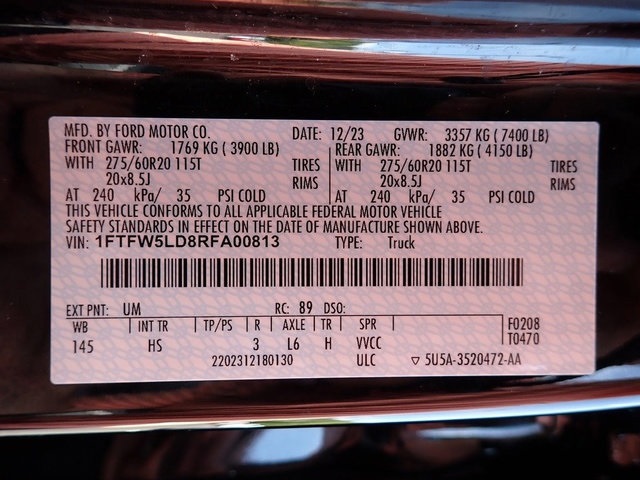 MFD. BY FORD MOTOR CO. DATE: 12/23 GVWR: 3357 KG ( 7400 LB)
FRONT GAWR: 1769 KG ( 3900 LB) REAR GAWR: 1882 KG ( 4150 LB)
WITH 275/60R20 115T TIRES WITH 275/60R20 115T TIRES
20x8.5J RIMS 20x8.5J RIMS
AT 240 kPa/ 35 PSI COLD AT 240 kPa/ 35 PSI COLD
THIS VEHICLE CONFORMS TO ALL APPLICABLE FEDERAL MOTOR VEHICLE
SAFETY STANDARDS IN EFFECT ON THE DATE OF MANUFACTURE SHOWN ABOVE.
VIN: 1FTFW5LD8RFA00813 TYPE: Truck
EXT PNT: UM RC: 89 DSO:
WB INT TR TP/PS R AXLE TR SPR F0208
145 HS 3 L6 H VVCC T0470
2202312180130 ULC ▽ 5U5A-3520472-AA